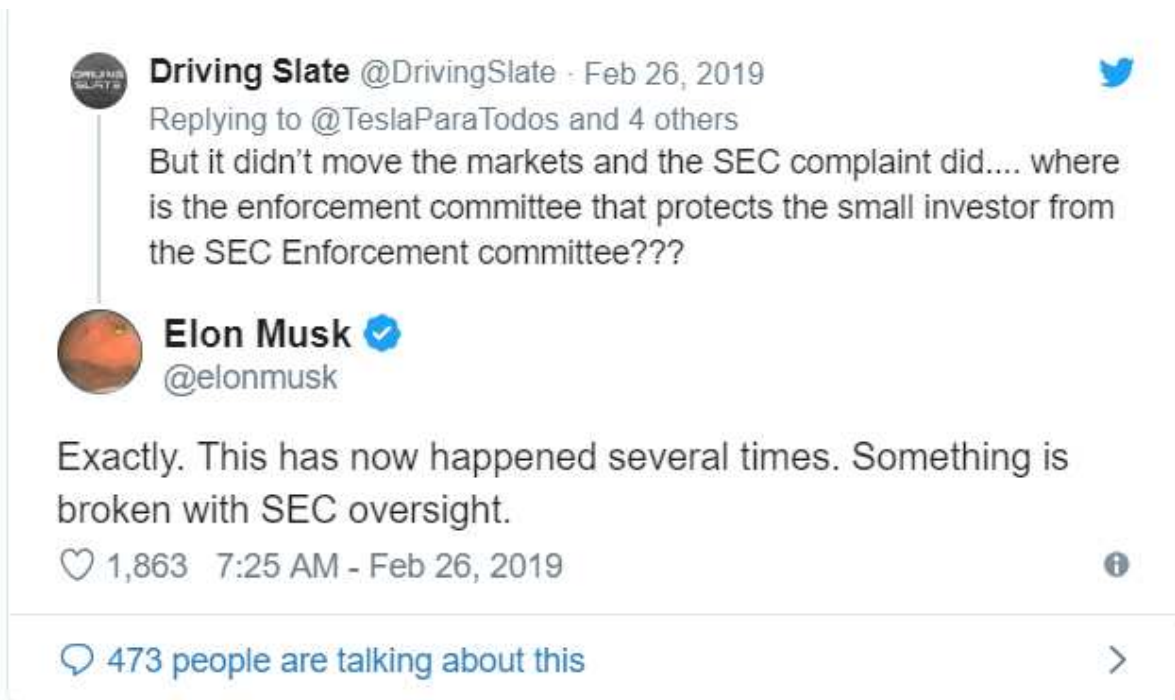 Driving Slate @DrivingSlate · Feb 26, 2019
Replying to @TeslaParaTodos and 4 others
But it didn’t move the markets and the SEC complaint did.... where
is the enforcement committee that protects the small investor from
the SEC Enforcement committee???
Elon Musk
@elonmusk
Exactly. This has now happened several times. Something is
broken with SEC oversight.
1,863 7:25 AM - Feb 26, 2019
473 people are talking about this